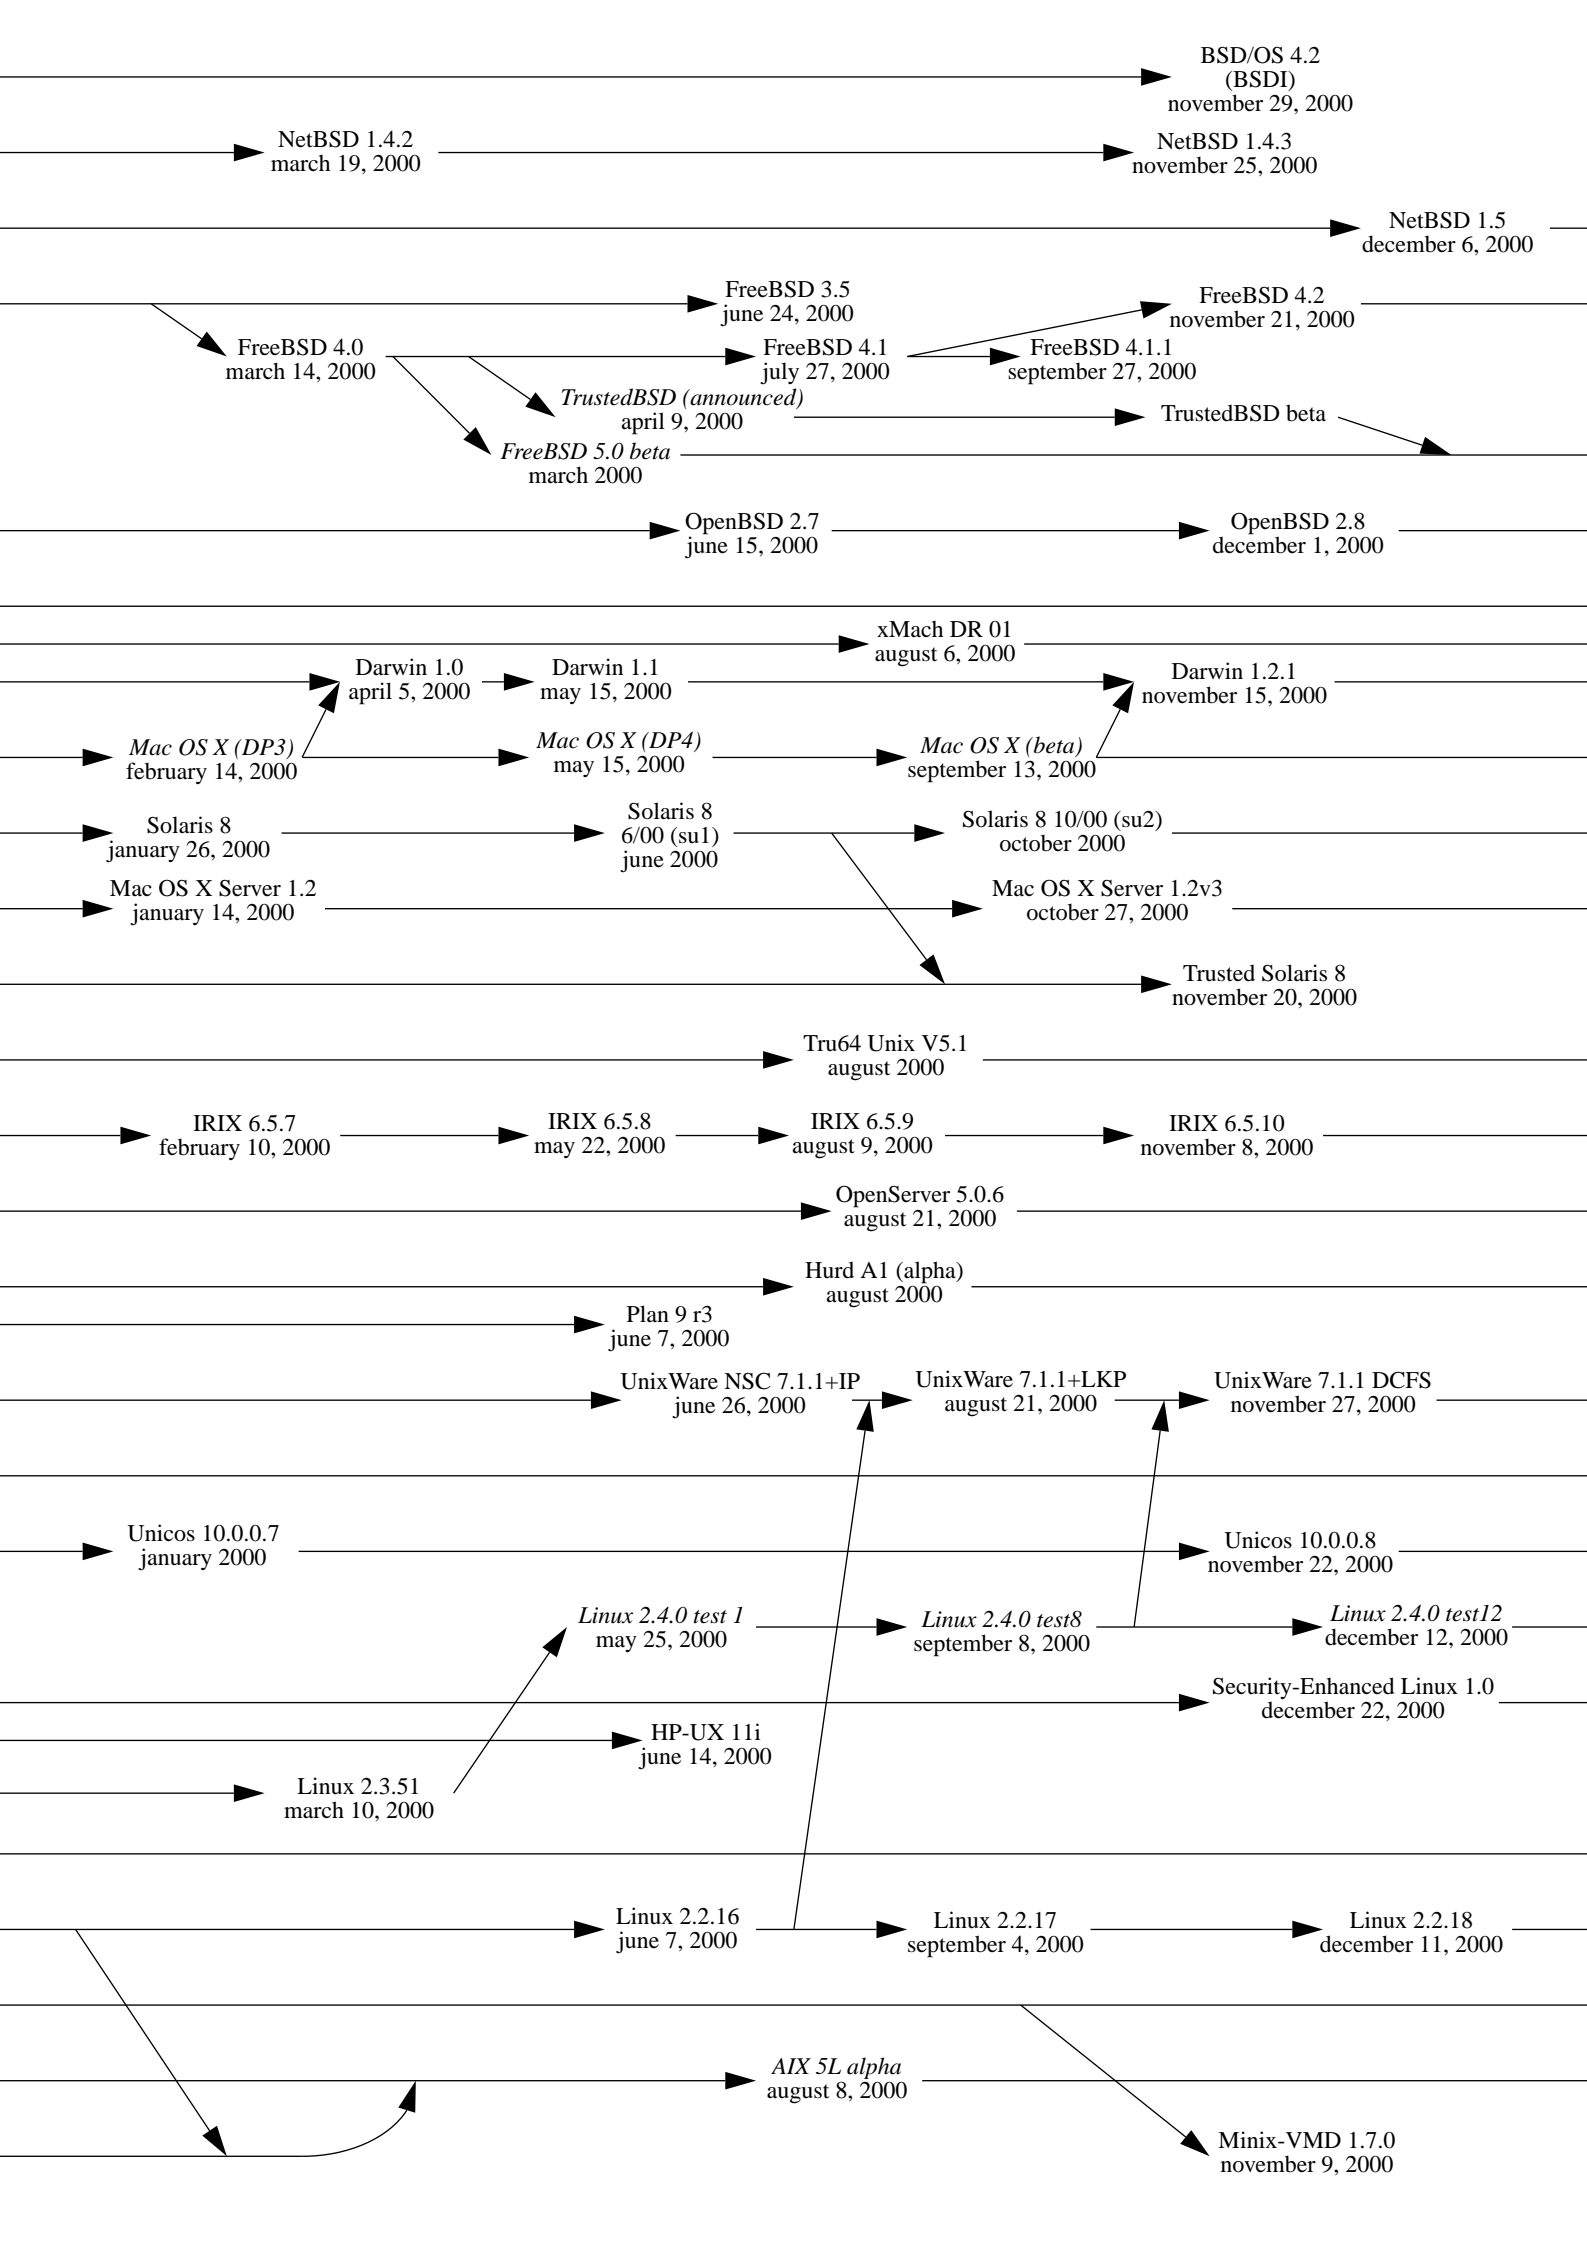 BSD/OS 4.2
(BSDI)
november 29, 2000
NetBSD 1.4.2
march 19, 2000
NetBSD 1.4.3
november 25, 2000
NetBSD 1.5
december 6, 2000
FreeBSD 3.5
june 24, 2000
FreeBSD 4.2
november 21, 2000
FreeBSD 4.0
march 14, 2000
FreeBSD 4.1
july 27, 2000
FreeBSD 4.1.1
september 27, 2000
TrustedBSD (announced)
april 9, 2000
TrustedBSD beta
FreeBSD 5.0 beta
march 2000
OpenBSD 2.7
june 15, 2000
OpenBSD 2.8
december 1, 2000
xMach DR 01
august 6, 2000
Darwin 1.0
april 5, 2000
Darwin 1.1
may 15, 2000
Darwin 1.2.1
november 15, 2000
Mac OS X (DP3)
february 14, 2000
Mac OS X (DP4)
may 15, 2000
Mac OS X (beta)
september 13, 2000
Solaris 8
january 26, 2000
Solaris 8
6/00 (su1)
june 2000
Solaris 8 10/00 (su2)
october 2000
Mac OS X Server 1.2
january 14, 2000
Mac OS X Server 1.2v3
october 27, 2000
Trusted Solaris 8
november 20, 2000
Tru64 Unix V5.1
august 2000
IRIX 6.5.7
february 10, 2000
IRIX 6.5.8
may 22, 2000
IRIX 6.5.9
august 9, 2000
IRIX 6.5.10
november 8, 2000
OpenServer 5.0.6
august 21, 2000
Hurd A1 (alpha)
august 2000
Plan 9 r3
june 7, 2000
UnixWare NSC 7.1.1+IP
june 26, 2000
UnixWare 7.1.1+LKP
august 21, 2000
UnixWare 7.1.1 DCFS
november 27, 2000
Unicos 10.0.0.7
january 2000
Unicos 10.0.0.8
november 22, 2000
Linux 2.4.0 test 1
may 25, 2000
Linux 2.4.0 test8
september 8, 2000
Linux 2.4.0 test12
december 12, 2000
Security-Enhanced Linux 1.0
december 22, 2000
HP-UX 11i
june 14, 2000
Linux 2.3.51
march 10, 2000
Linux 2.2.16
june 7, 2000
Linux 2.2.17
september 4, 2000
Linux 2.2.18
december 11, 2000
AIX 5L alpha
august 8, 2000
Minix-VMD 1.7.0
november 9, 2000